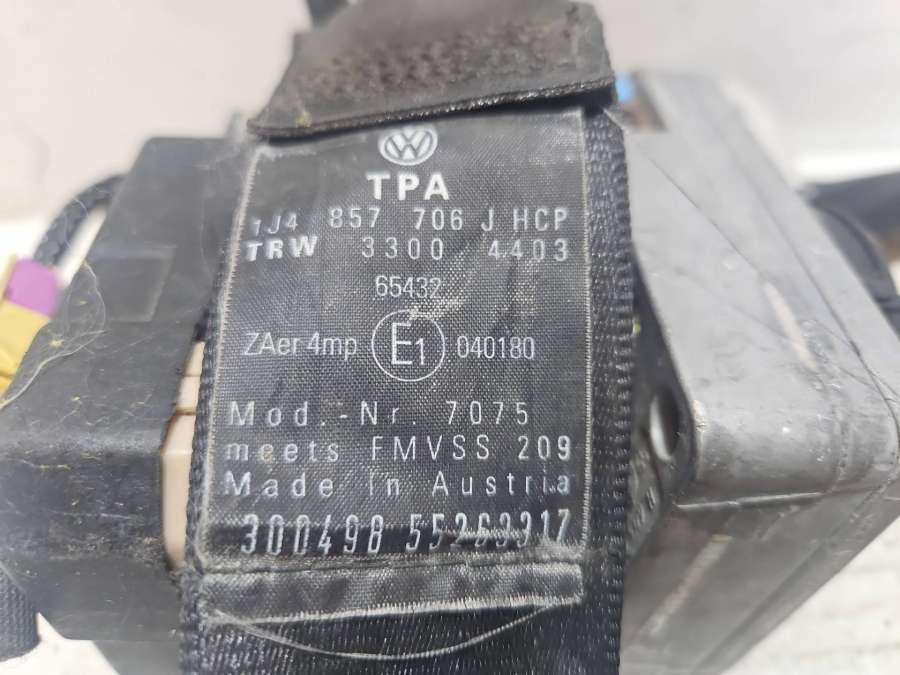 TPA
1J4 857 706 J HCP
TRW 3300 4403
65432
ZAer 4mp E1 040180
Mod.-Nr. 7075
meets FMVSS 209
Made in Austria
300498